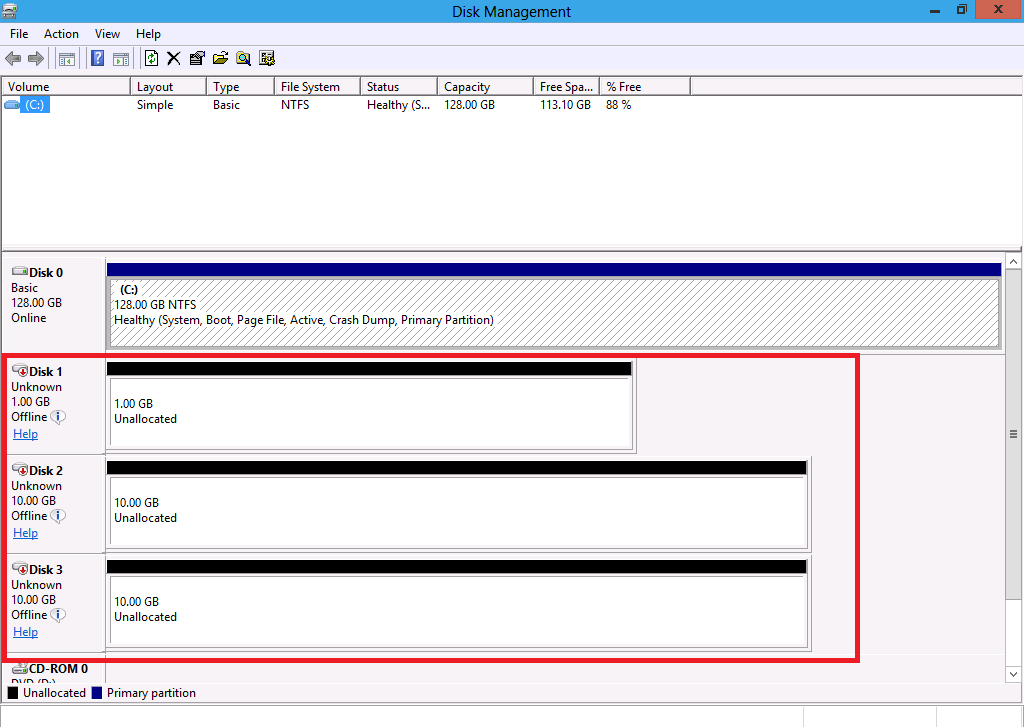 Disk Management
File Action View Help
Volume Layout Type File System Status Capacity Free Spa... % Free
(C:) Simple Basic NTFS Healthy (S... 128.00 GB 113.10 GB 88 %
Disk 0
Basic
128.00 GB
Online
(C:)
128.00 GB NTFS
Healthy (System, Boot, Page File, Active, Crash Dump, Primary Partition)
Disk 1
Unknown
1.00 GB
Offline
Help
1.00 GB
Unallocated
Disk 2
Unknown
10.00 GB
Offline
Help
10.00 GB
Unallocated
Disk 3
Unknown
10.00 GB
Offline
Help
10.00 GB
Unallocated
CD-ROM 0
DVD (D:)
Unallocated Primary partition